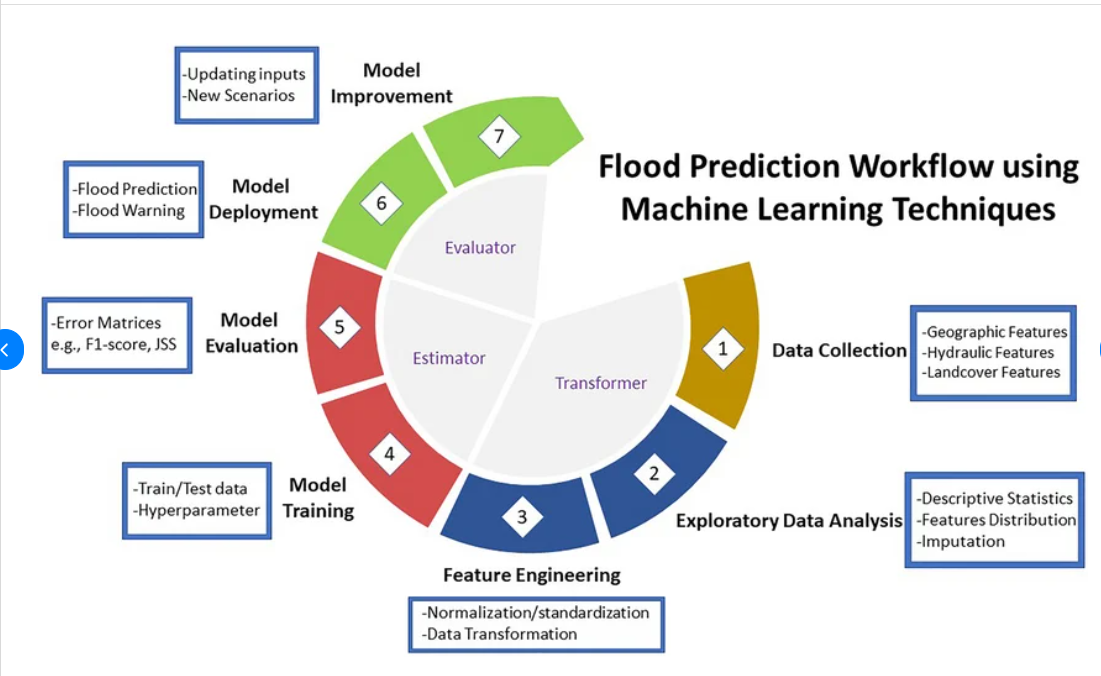 Flood Prediction Workflow using
Machine Learning Techniques
1
Data Collection
-Geographic Features
-Hydraulic Features
-Landcover Features
2
Exploratory Data Analysis
-Descriptive Statistics
-Features Distribution
-Imputation
3
Feature Engineering
-Normalization/standardization
-Data Transformation
4
Model
Training
-Train/Test data
-Hyperparameter
5
Model
Evaluation
-Error Matrices
e.g., F1-score, JSS
6
Model
Deployment
-Flood Prediction
-Flood Warning
7
Model
Improvement
-Updating inputs
-New Scenarios
Transformer
Estimator
Evaluator